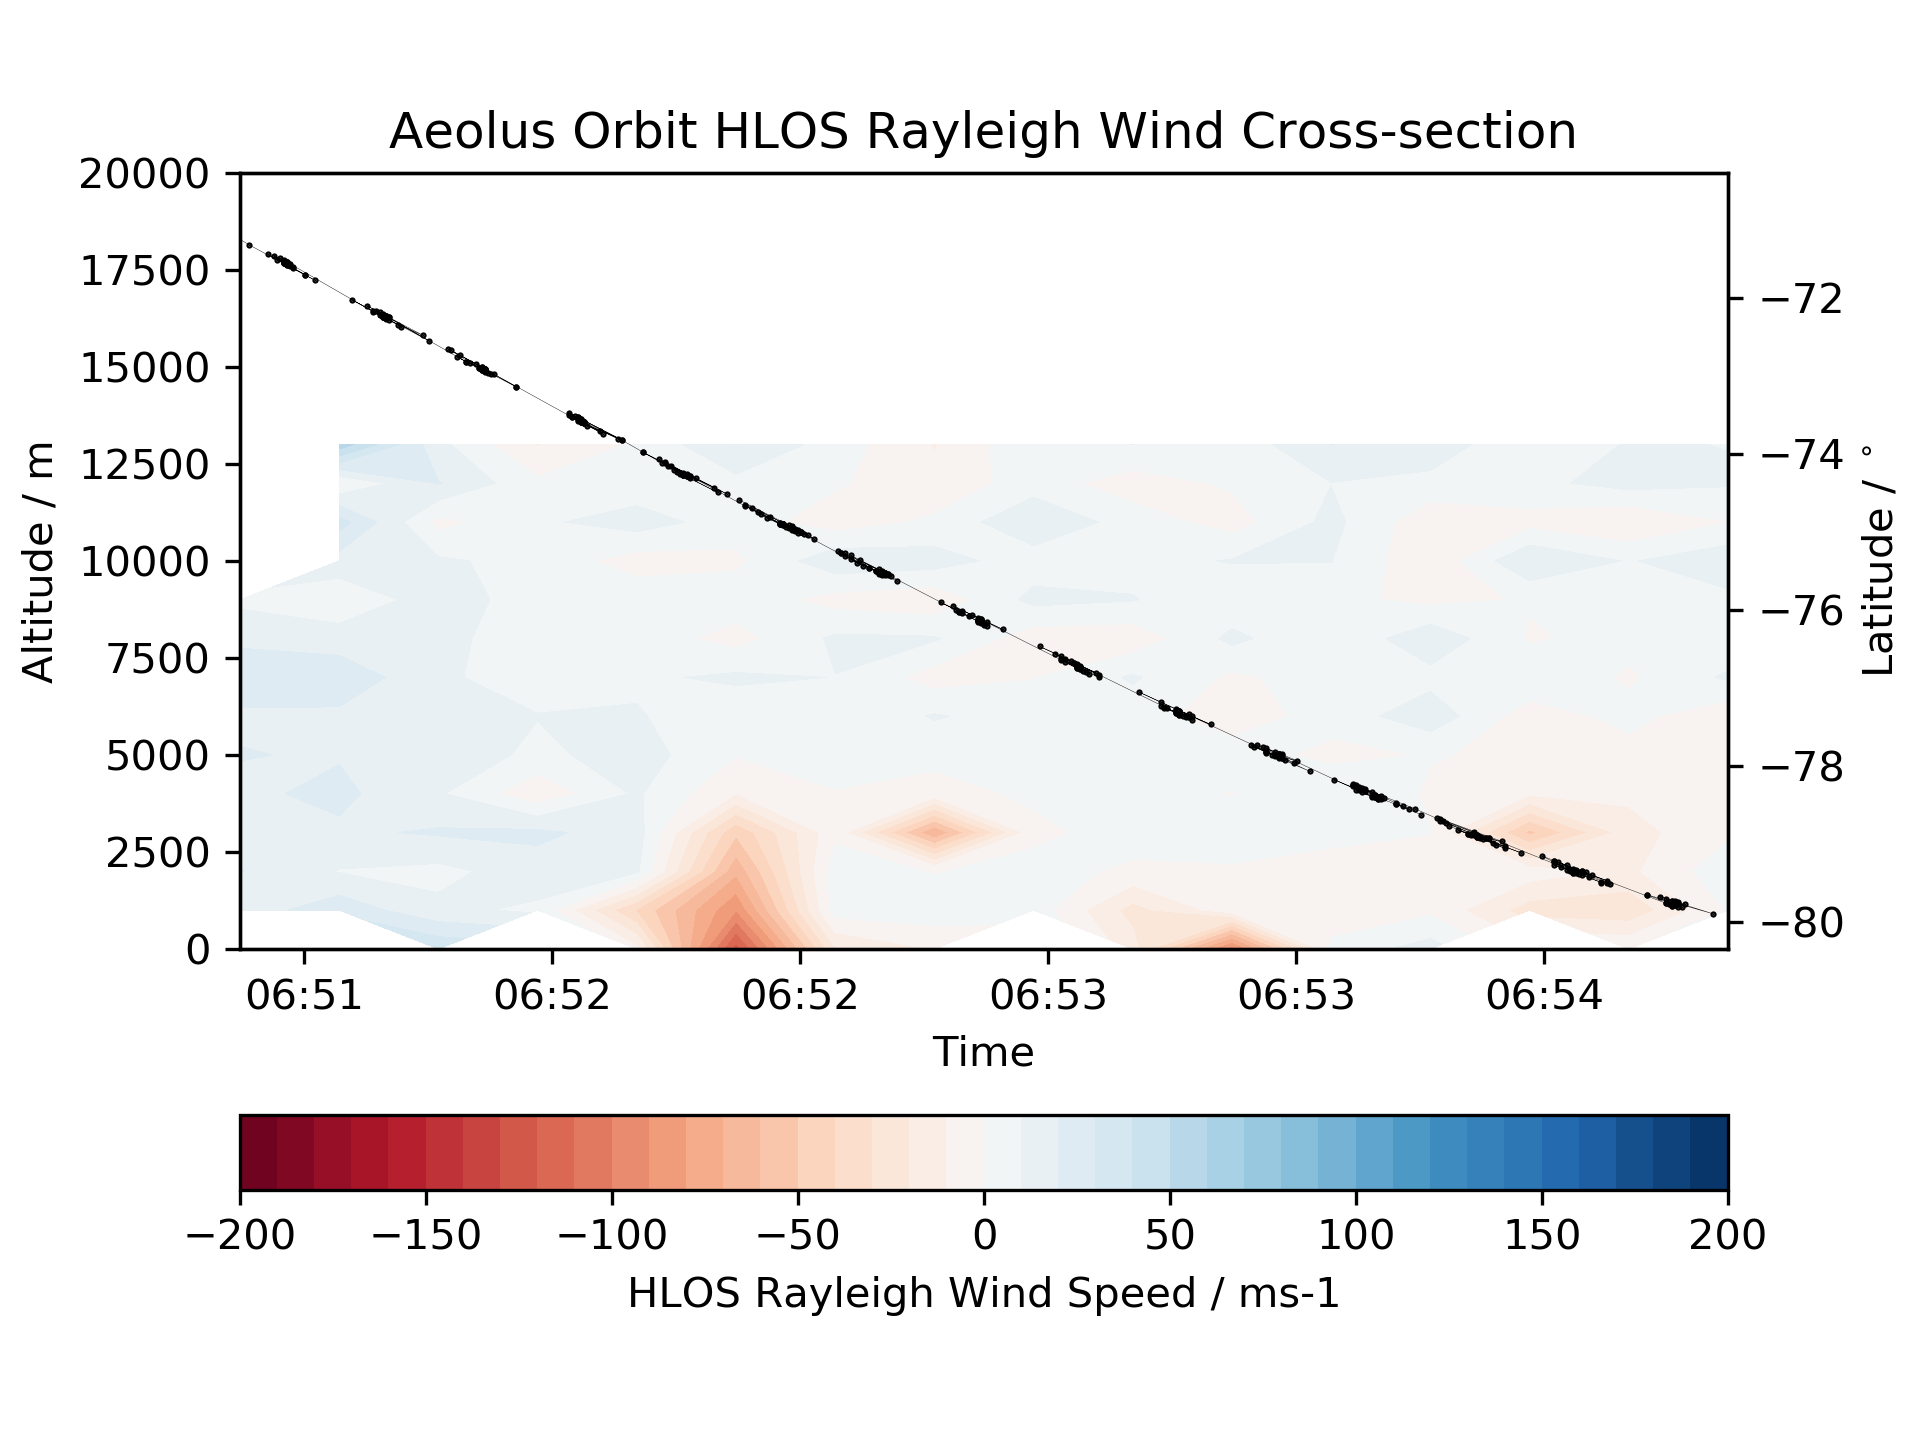 Aeolus Orbit HLOS Rayleigh Wind Cross-section
20000
17500
15000
12500
10000
7500
5000
2500
0
Altitude / m
−72
−74
−76
−78
−80
Latitude / °
06:51 06:52 06:52 06:53 06:53 06:54
Time
−200 −150 −100 −50 0 50 100 150 200
HLOS Rayleigh Wind Speed / ms-1